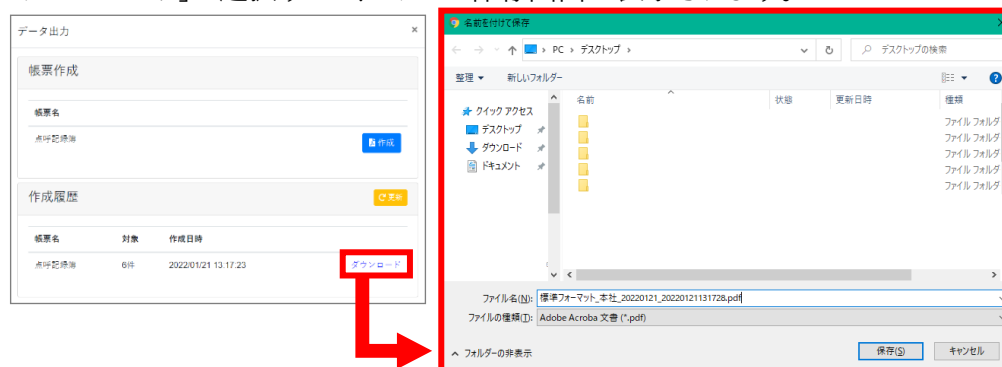 データ出力 ×
帳票作成
帳票名
点呼記録簿 作成
作成履歴 更新
帳票名 対象 作成日時
点呼記録簿 6件 2022/01/21 13:17:23 ダウンロード
名前を付けて保存
PC › デスクトップ ›
デスクトップの検索
整理 新しいフォルダー
クイック アクセス
デスクトップ
ダウンロード
ドキュメント
名前 状態 更新日時 種類
ファイル フォルダ
ファイル フォルダ
ファイル フォルダ
ファイル フォルダ
ファイル フォルダ
ファイル名(N): 標準フォーマット_本社_20220121_20220121131728.pdf
ファイルの種類(T): Adobe Acroba 文書 (*.pdf)
フォルダーの非表示 保存(S) キャンセル